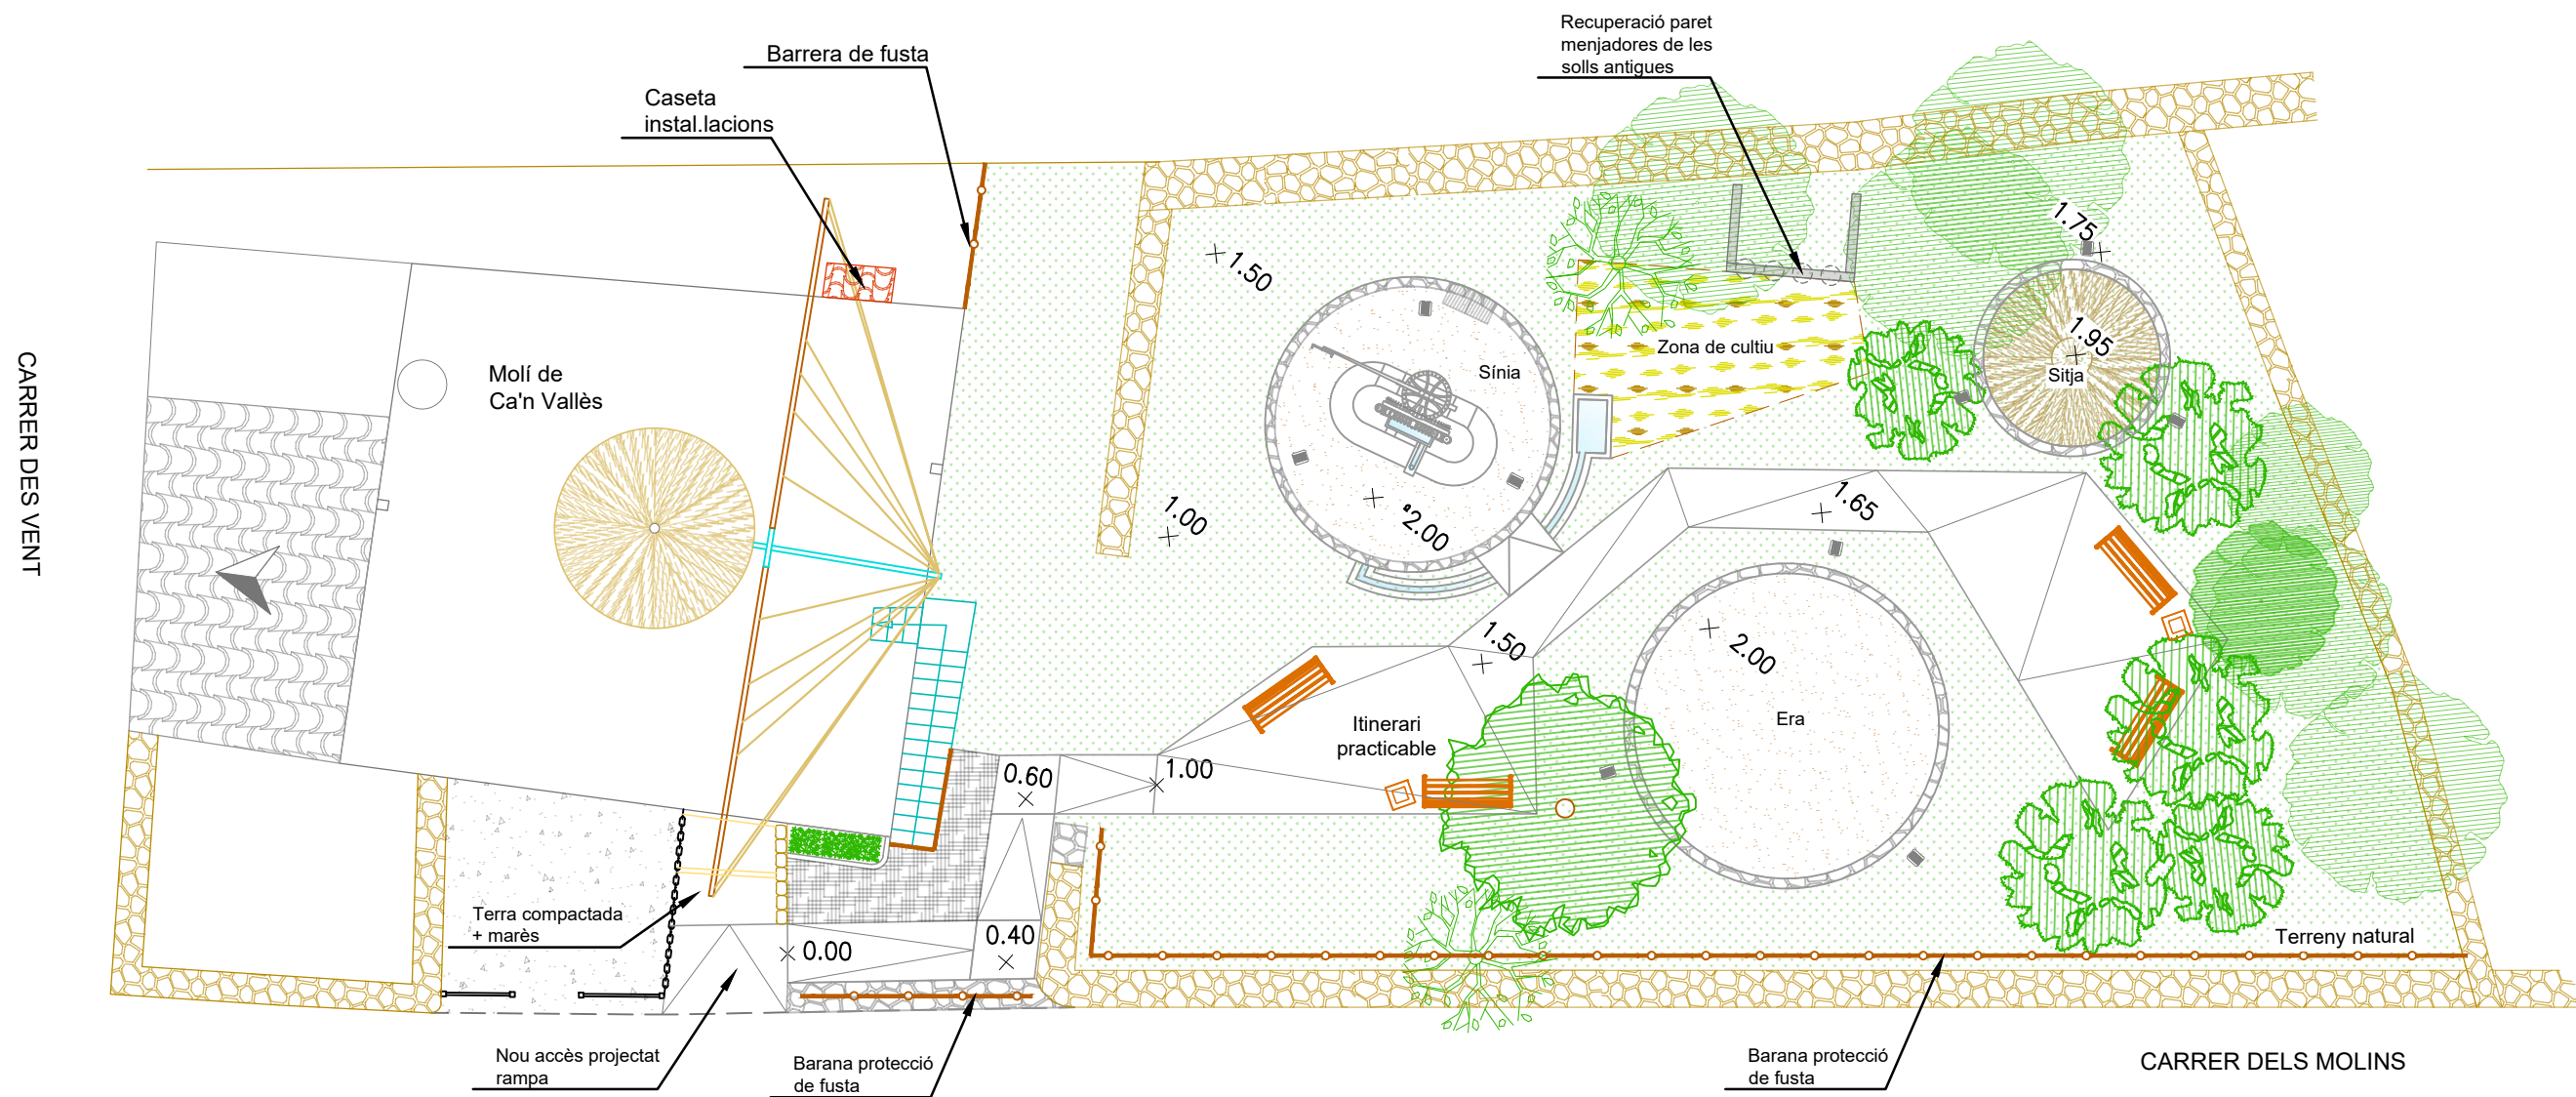 Recuperació paret
menjadores de les
solls antigues
Barrera de fusta
Caseta
instal.lacions
1.75
1.50
1.95
Sitja
Zona de cultiu
Sínia
Molí de
Ca'n Vallès
CARRER DES VENT
1.00
2.00
1.65
1.50
2.00
Era
Itinerari
practicable
0.60
1.00
Terra compactada
+ marès
0.00
0.40
Terreny natural
Nou accès projectat
rampa
Barana protecció
de fusta
Barana protecció
de fusta
CARRER DELS MOLINS